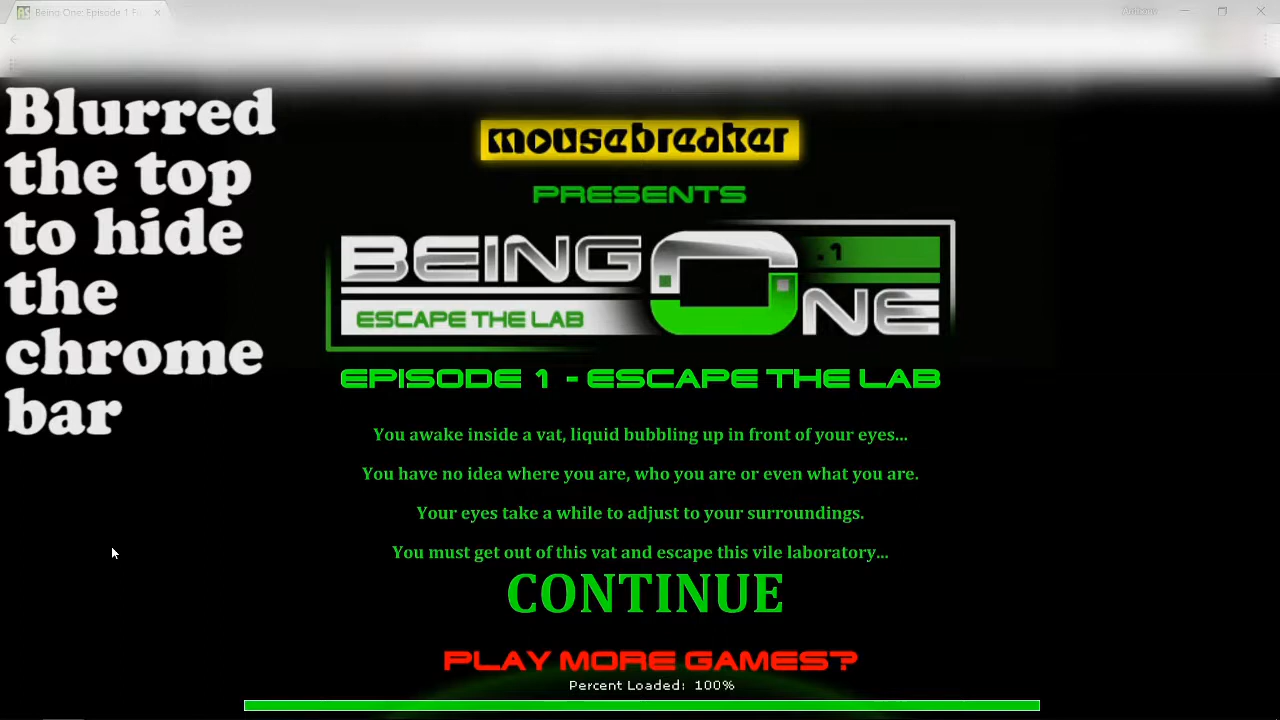 Being One: Episode 1
Blurred
the top
to hide
the
chrome
bar
mousebreaker
PRESENTS
BEING
.1
ONE
ESCAPE THE LAB
EPISODE 1 - ESCAPE THE LAB
You awake inside a vat, liquid bubbling up in front of your eyes...
You have no idea where you are, who you are or even what you are.
Your eyes take a while to adjust to your surroundings.
You must get out of this vat and escape this vile laboratory...
CONTINUE
PLAY MORE GAMES?
Percent Loaded: 100%